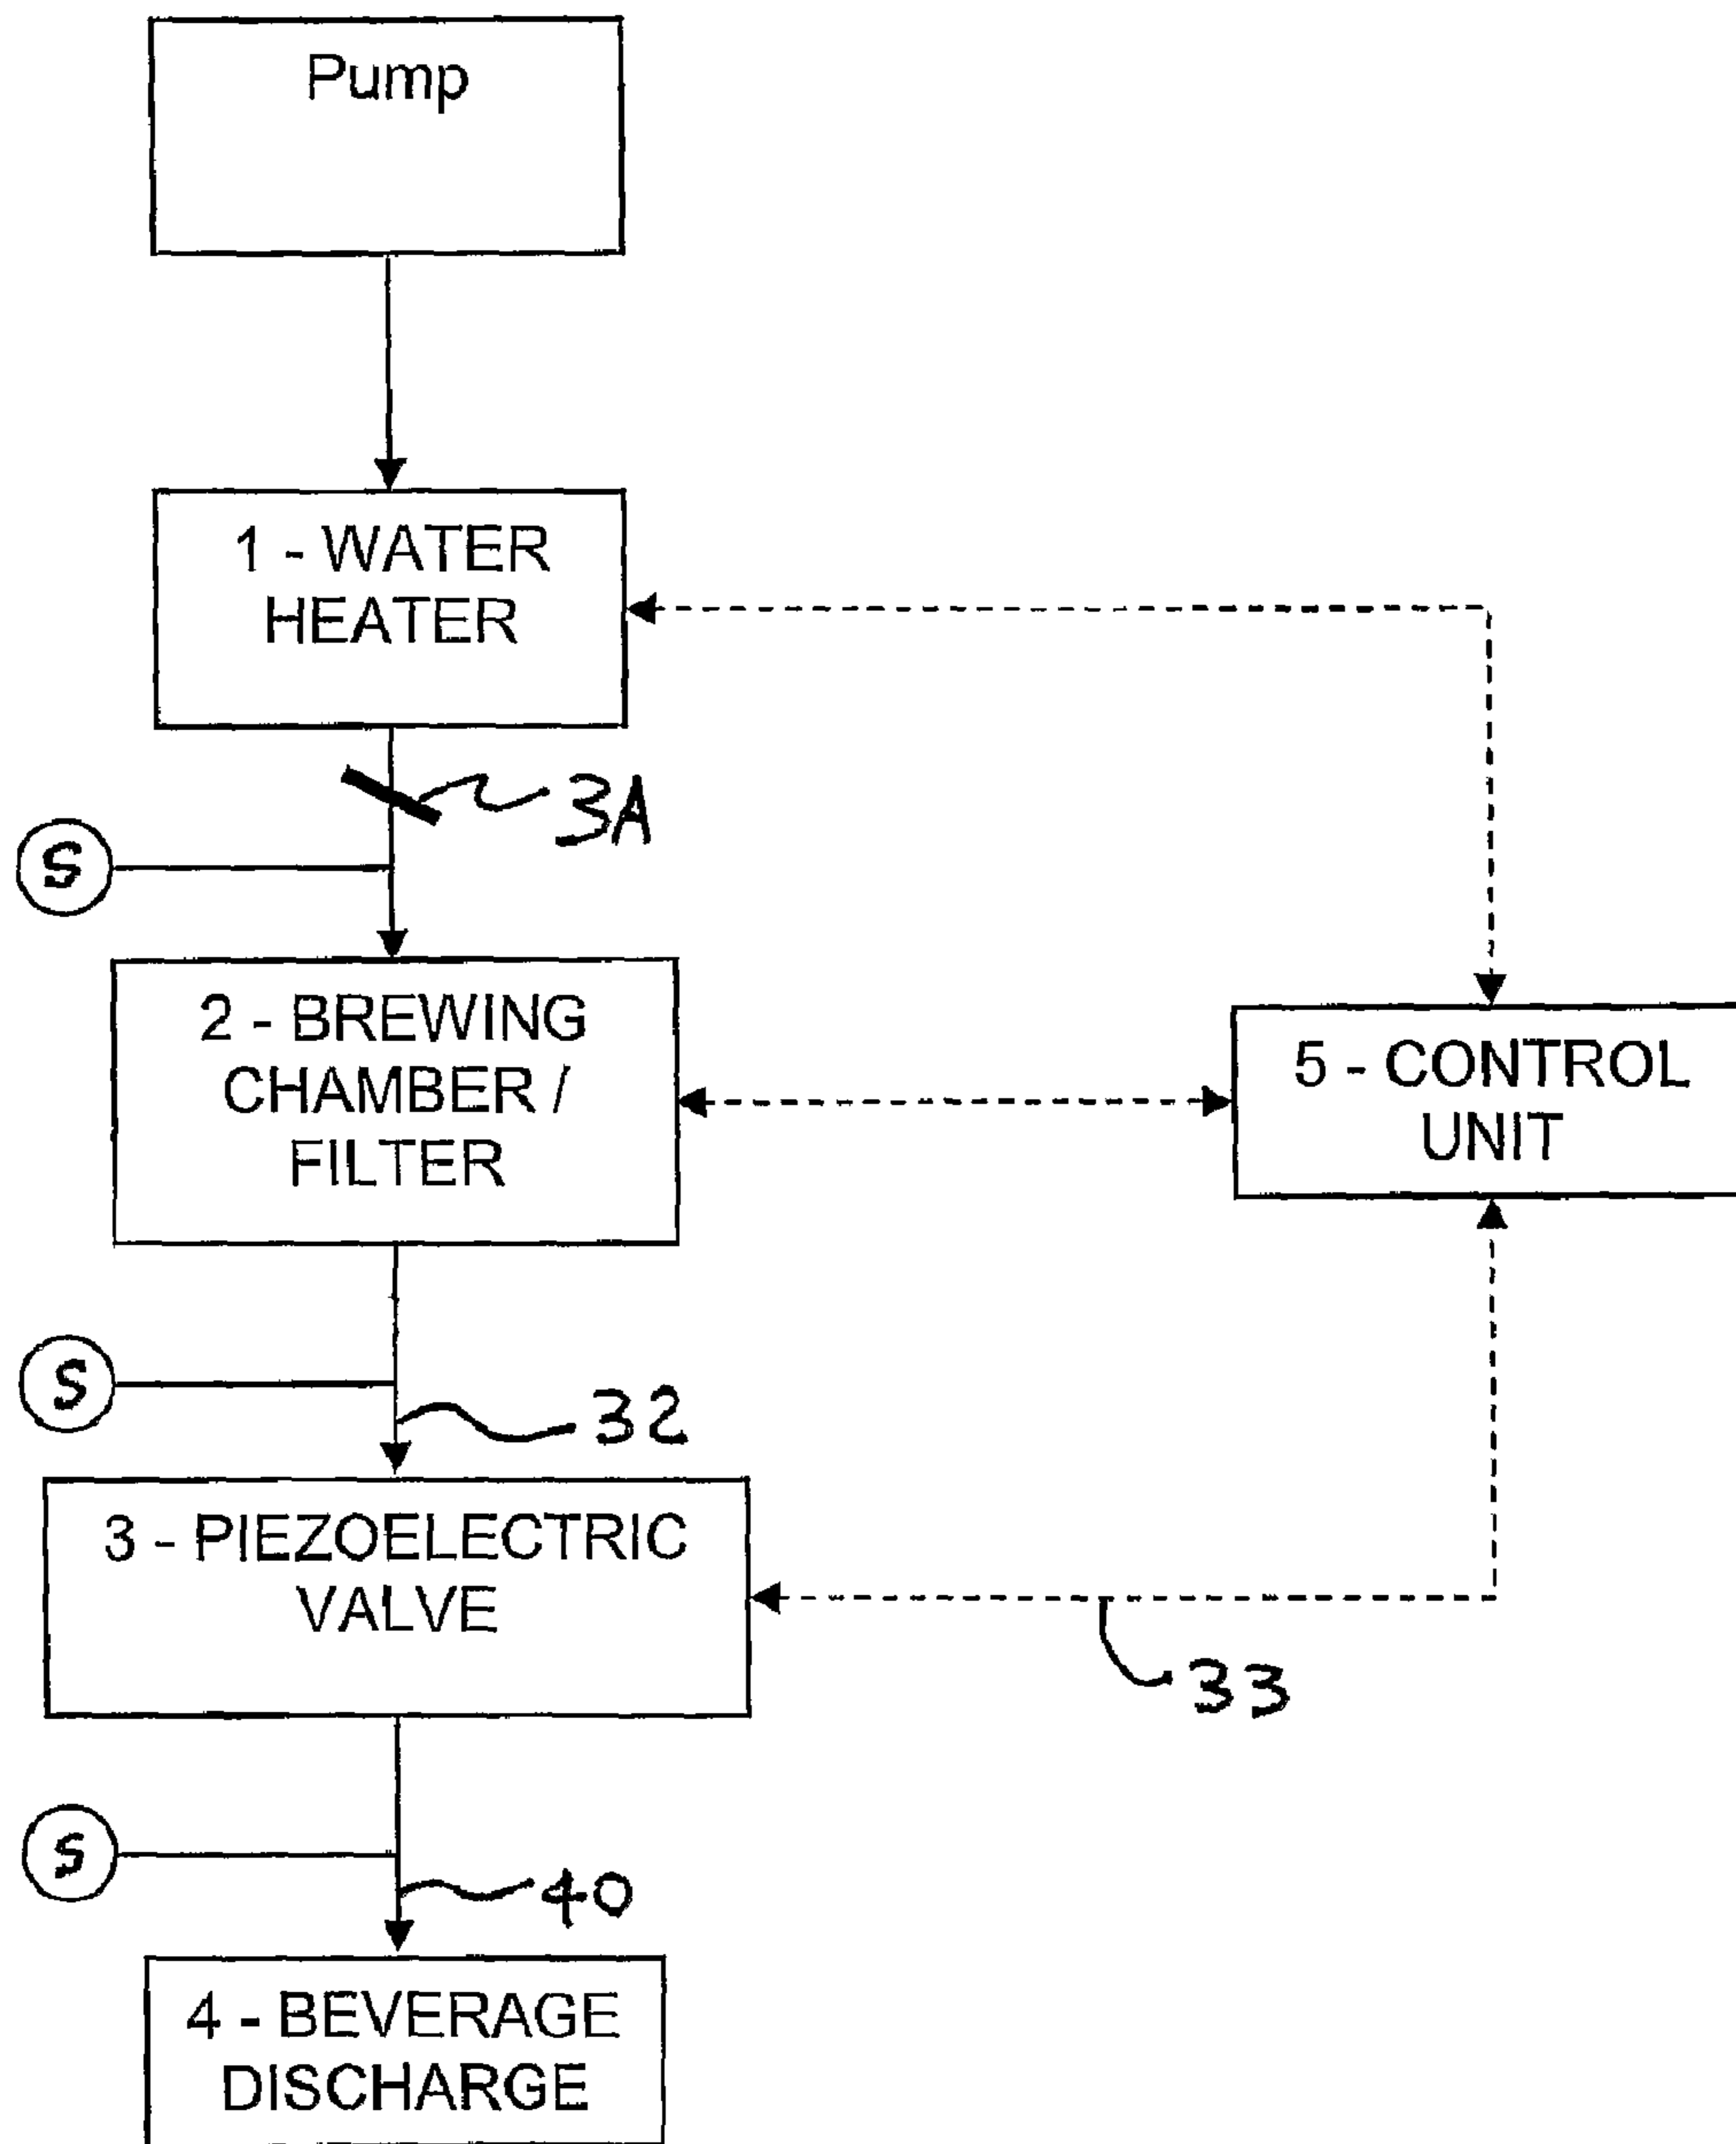 Pump
1 - WATER
HEATER
3A
S
2 - BREWING
CHAMBER /
FILTER
5 - CONTROL
UNIT
S
32
3 - PIEZOELECTRIC
VALVE
33
S
40
4 - BEVERAGE
DISCHARGE